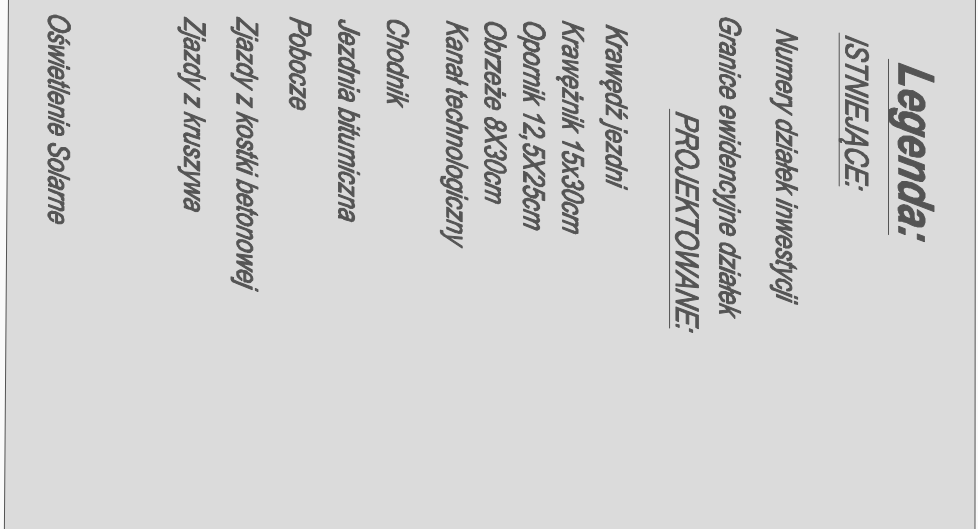 Legenda:
ISTNIEJĄCE:
Numery działek inwestycji
Granice ewidencyjne działek
PROJEKTOWANE:
Krawędź jezdni
Krawężnik 15x30cm
Opornik 12,5X25cm
Obrzeże 8X30cm
Kanał technologiczny
Chodnik
Jezdnia bitumiczna
Pobocze
Zjazdy z kostki betonowej
Zjazdy z kruszywa
Oświetlenie Solarne